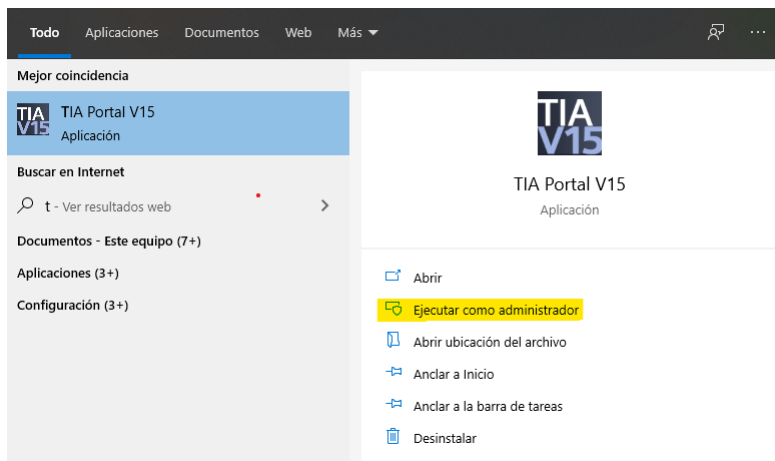 Todo Aplicaciones Documentos Web Más
Mejor coincidencia
TIA V15
TIA Portal V15
Aplicación
Buscar en Internet
t - Ver resultados web
Documentos - Este equipo (7+)
Aplicaciones (3+)
Configuración (3+)
TIA
V15
TIA Portal V15
Aplicación
Abrir
Ejecutar como administrador
Abrir ubicación del archivo
Anclar a Inicio
Anclar a la barra de tareas
Desinstalar